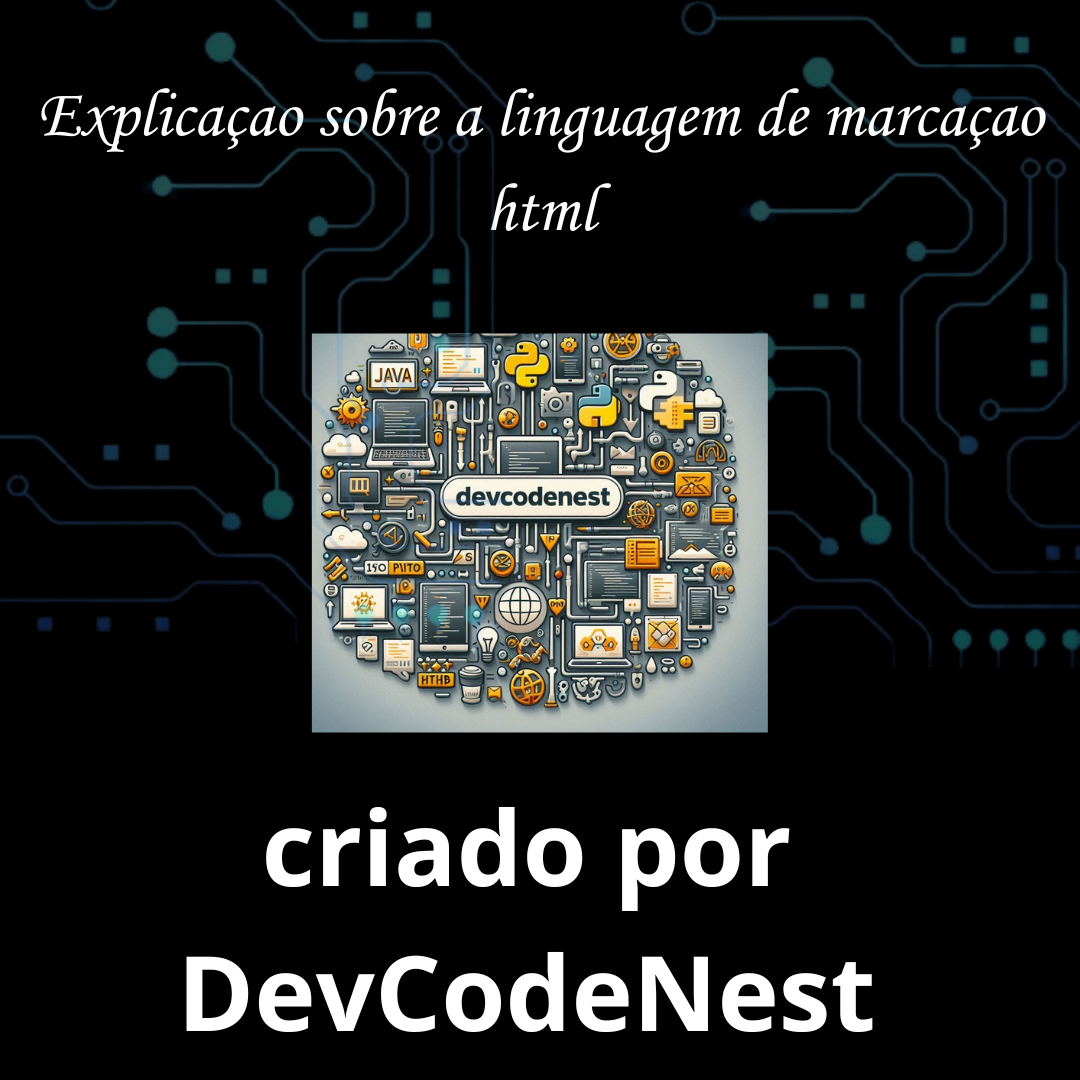 Explicaçao sobre a linguagem de marcaçao
html
JAVA
devcodenest
HTHB
criado por
DevCodeNest